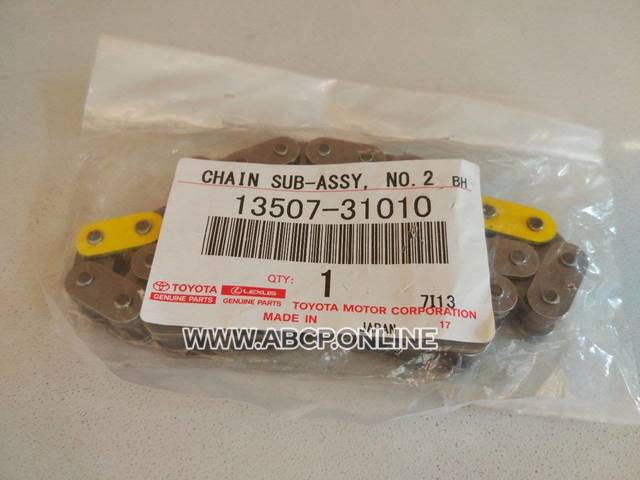 CHAIN SUB-ASSY, NO.2 BH
13507-31010
QTY: 1 7I13
TOYOTA LEXUS
GENUINE PARTS GENUINE PARTS TOYOTA MOTOR CORPORATION
MADE IN JAPAN 17
WWW.ABCP.ONLINE